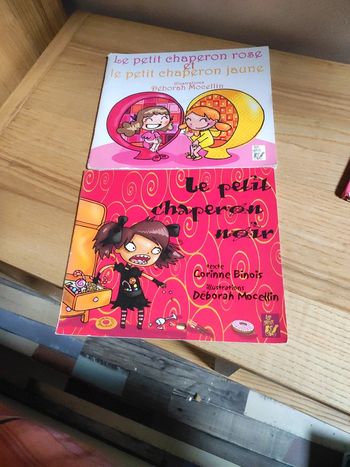 Le petit chaperon rose
et
le petit chaperon jaune
illustrations
Déborah Mocellin
Le petit
chaperon
noir
texte
Corinne Binois
illustrations
Déborah Mocellin